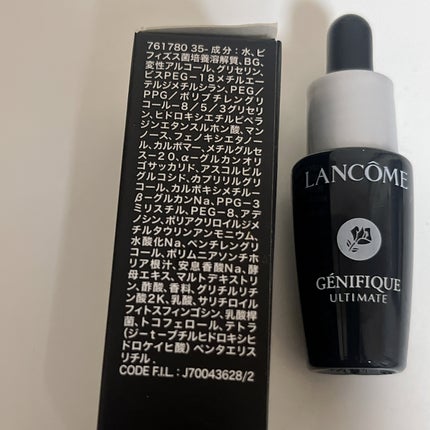 761780 35- 成分：水、ビ
フィズス菌培養溶解質、BG、
変性アルコール、グリセリン、
ビスPEG-18メチルエー
テルジメチルシラン、PEG/
PPG/ポリブチレングリ
コール-8/5/3グリセリ
ン、ヒドロキシエチルピペラ
ジンエタンスルホン酸、マン
ノース、フェノキシエタノ
ール、カルボマー、メチルグルセ
ス-20、α-グルカンオリ
ゴサッカリド、アスコルビル
グルコシド、カプリリルグリ
コール、カルボキシメチル-
β-グルカンNa、PPG-3
ミリスチル、PEG-8、アデ
ノシン、ポリアクリロイルジメ
チルタウリンアンモニウム、
水酸化Na、ペンチレングリ
コール、ポリムニアソンチホ
リア根汁、安息香酸Na、酵
母エキス、マルトデキストリ
ン、酢酸、香料、グリチルリチ
ン酸2K、乳酸、サリチロイル
フィトスフィンゴシン、乳酸桿
菌、トコフェロール、テトラ
(ジ-t-ブチルヒドロキシヒ
ドロケイヒ酸) ペンタエリス
リチル.
CODE F.I.L. : J70043628/2
LANCÔME
GÉNIFIQUE
ULTIMATE